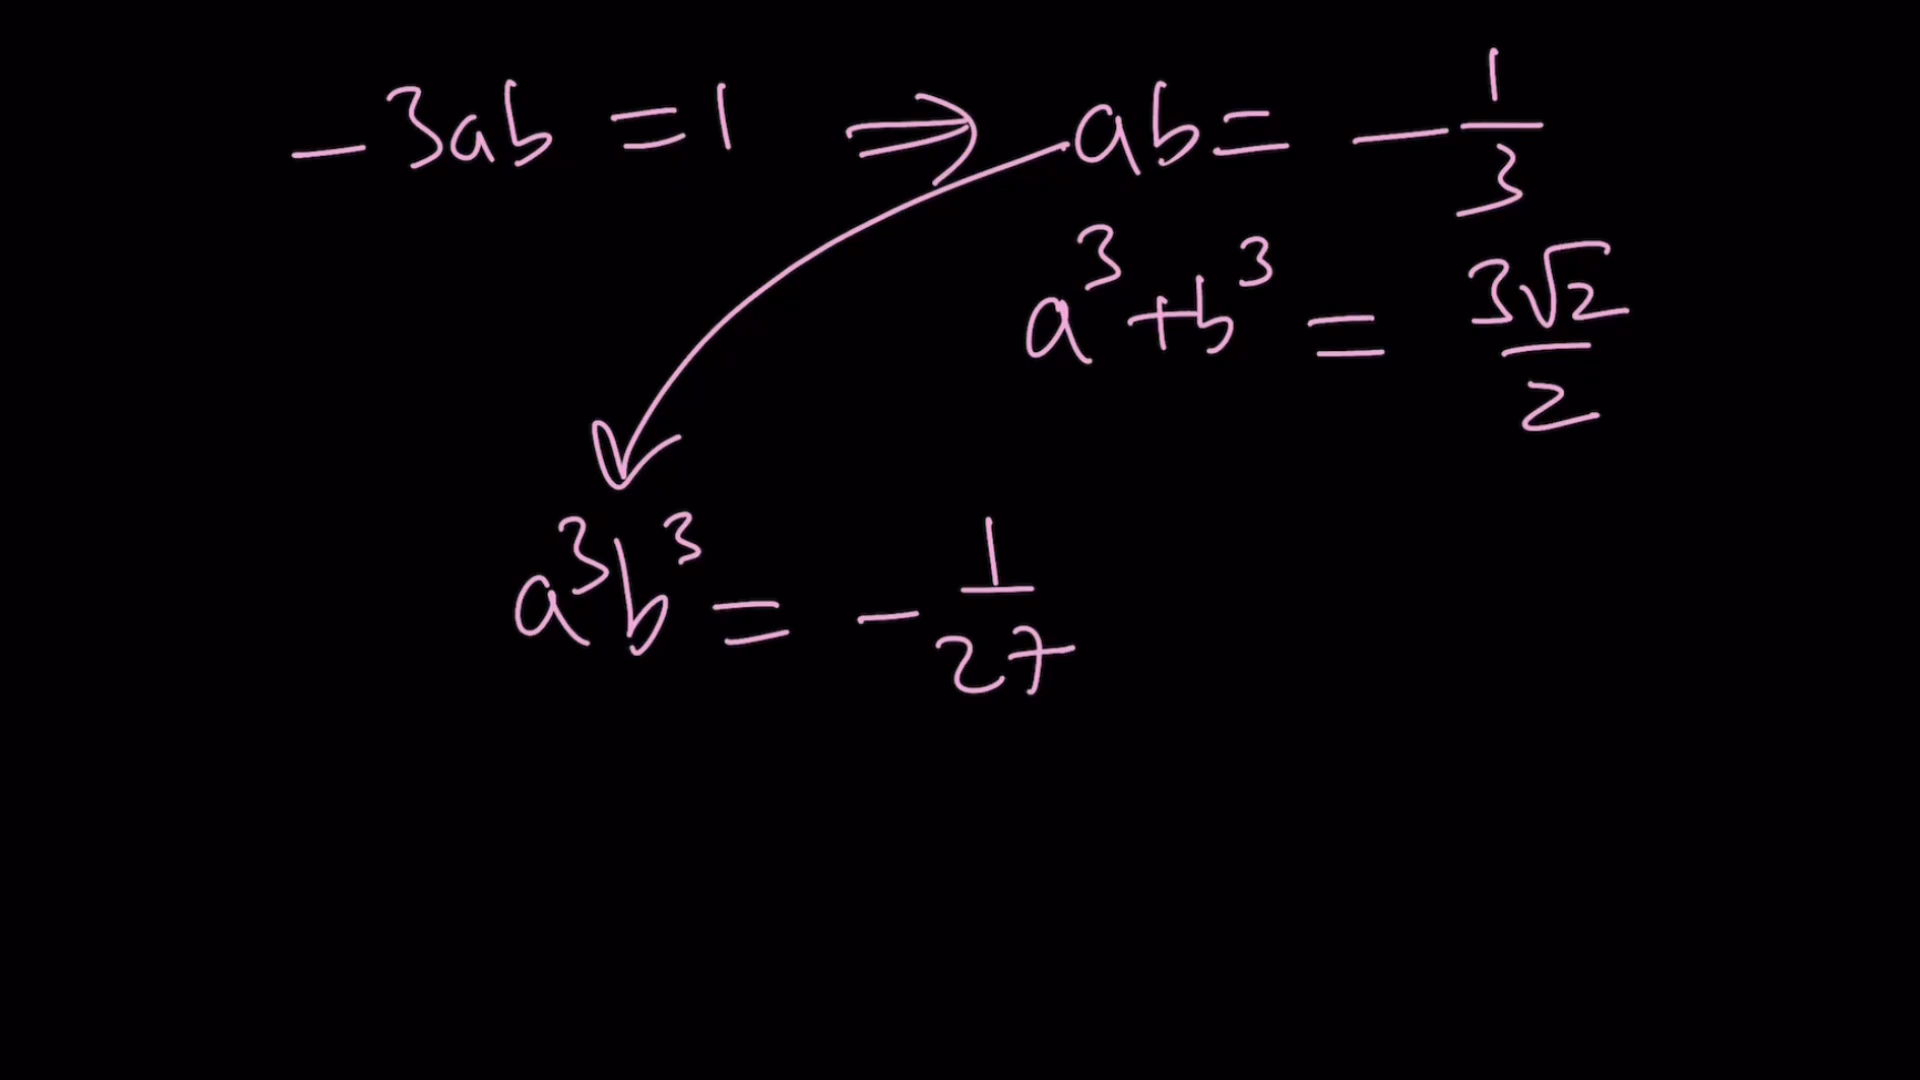 -3ab = 1 ⇒ ab = -1/3
a³ + b³ = 3√2/2
a³b³ = -1/27